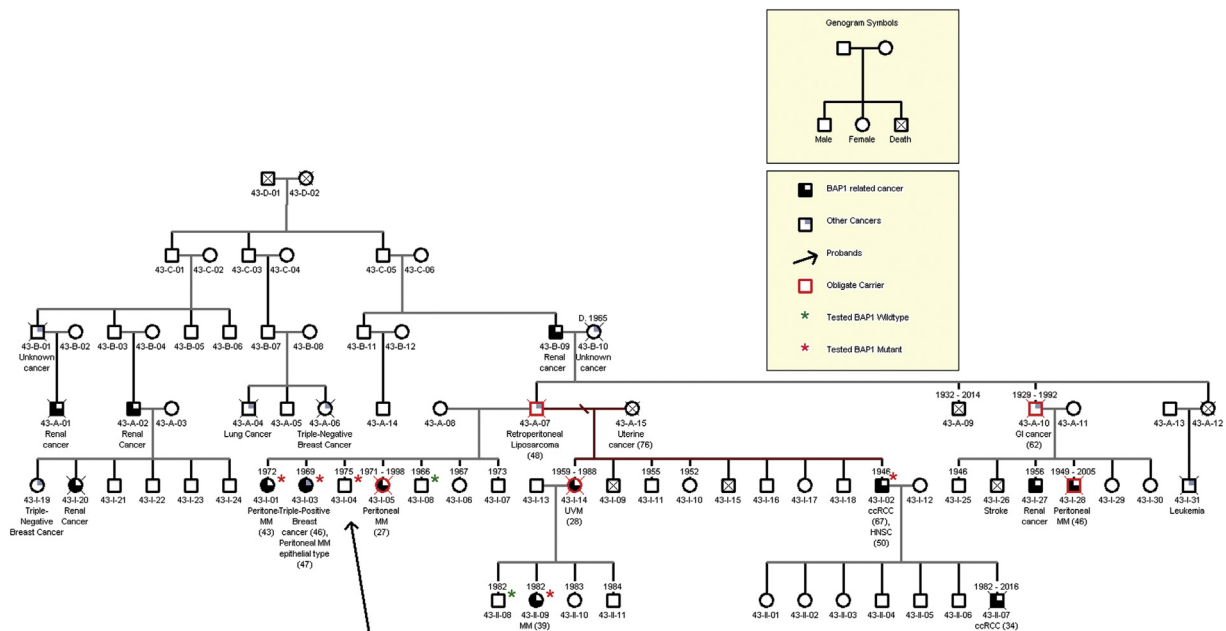 Genogram Symbols
Male Female Death
BAP1 related cancer
Other Cancers
Probands
Obligate Carrier
* Tested BAP1 Wildtype
* Tested BAP1 Mutant
43-D-01 43-D-02
43-C-01 43-C-02 43-C-03 43-C-04 43-C-05 43-C-06
D. 1965
43-B-01 43-B-02 43-B-03 43-B-04 43-B-05 43-B-06 43-B-07 43-B-08 43-B-11 43-B-12 43-B-09 43-B-10
Unknown cancer
Renal cancer
Unknown cancer
1932 - 2014 1929 - 1992
43-A-01 43-A-02 43-A-03 43-A-04 43-A-05 43-A-06 43-A-14 43-A-08 43-A-07 43-A-15 43-A-09 43-A-10 43-A-11 43-A-13 43-A-12
Renal cancer
Renal Cancer
Lung Cancer
Triple-Negative Breast Cancer
Retroperitoneal Liposarcoma (48)
Uterine cancer (76)
GI cancer (62)
1972 * 1969 * 1975 * 1971 - 1998 1966 * 1967 1973 1959 - 1988 1955 1952 1946 * 1946 1956 1949 - 2005
43-I-19 43-I-20 43-I-21 43-I-22 43-I-23 43-I-24 43-I-01 43-I-03 43-I-04 43-I-05 43-I-08 43-I-06 43-I-07 43-I-13 43-I-14 43-I-09 43-I-11 43-I-10 43-I-15 43-I-16 43-I-17 43-I-18 43-I-02 43-I-12 43-I-25 43-I-26 43-I-27 43-I-28 43-I-29 43-I-30 43-I-31
Triple-Negative Breast Cancer
Renal Cancer
Peritoneal MM (43)
Triple-Positive Breast cancer (46), Peritoneal MM epithelial type (47)
Peritoneal MM (27)
UVM (28)
ccRCC (67), HNSC (50)
Stroke
Renal cancer
Peritoneal MM (46)
Leukemia
1982 * 1982 * 1983 1984 1982 - 2016
43-II-08 43-II-09 43-II-10 43-II-11 43-II-01 43-II-02 43-II-03 43-II-04 43-II-05 43-II-06 43-II-07
MM (39) ccRCC (34)